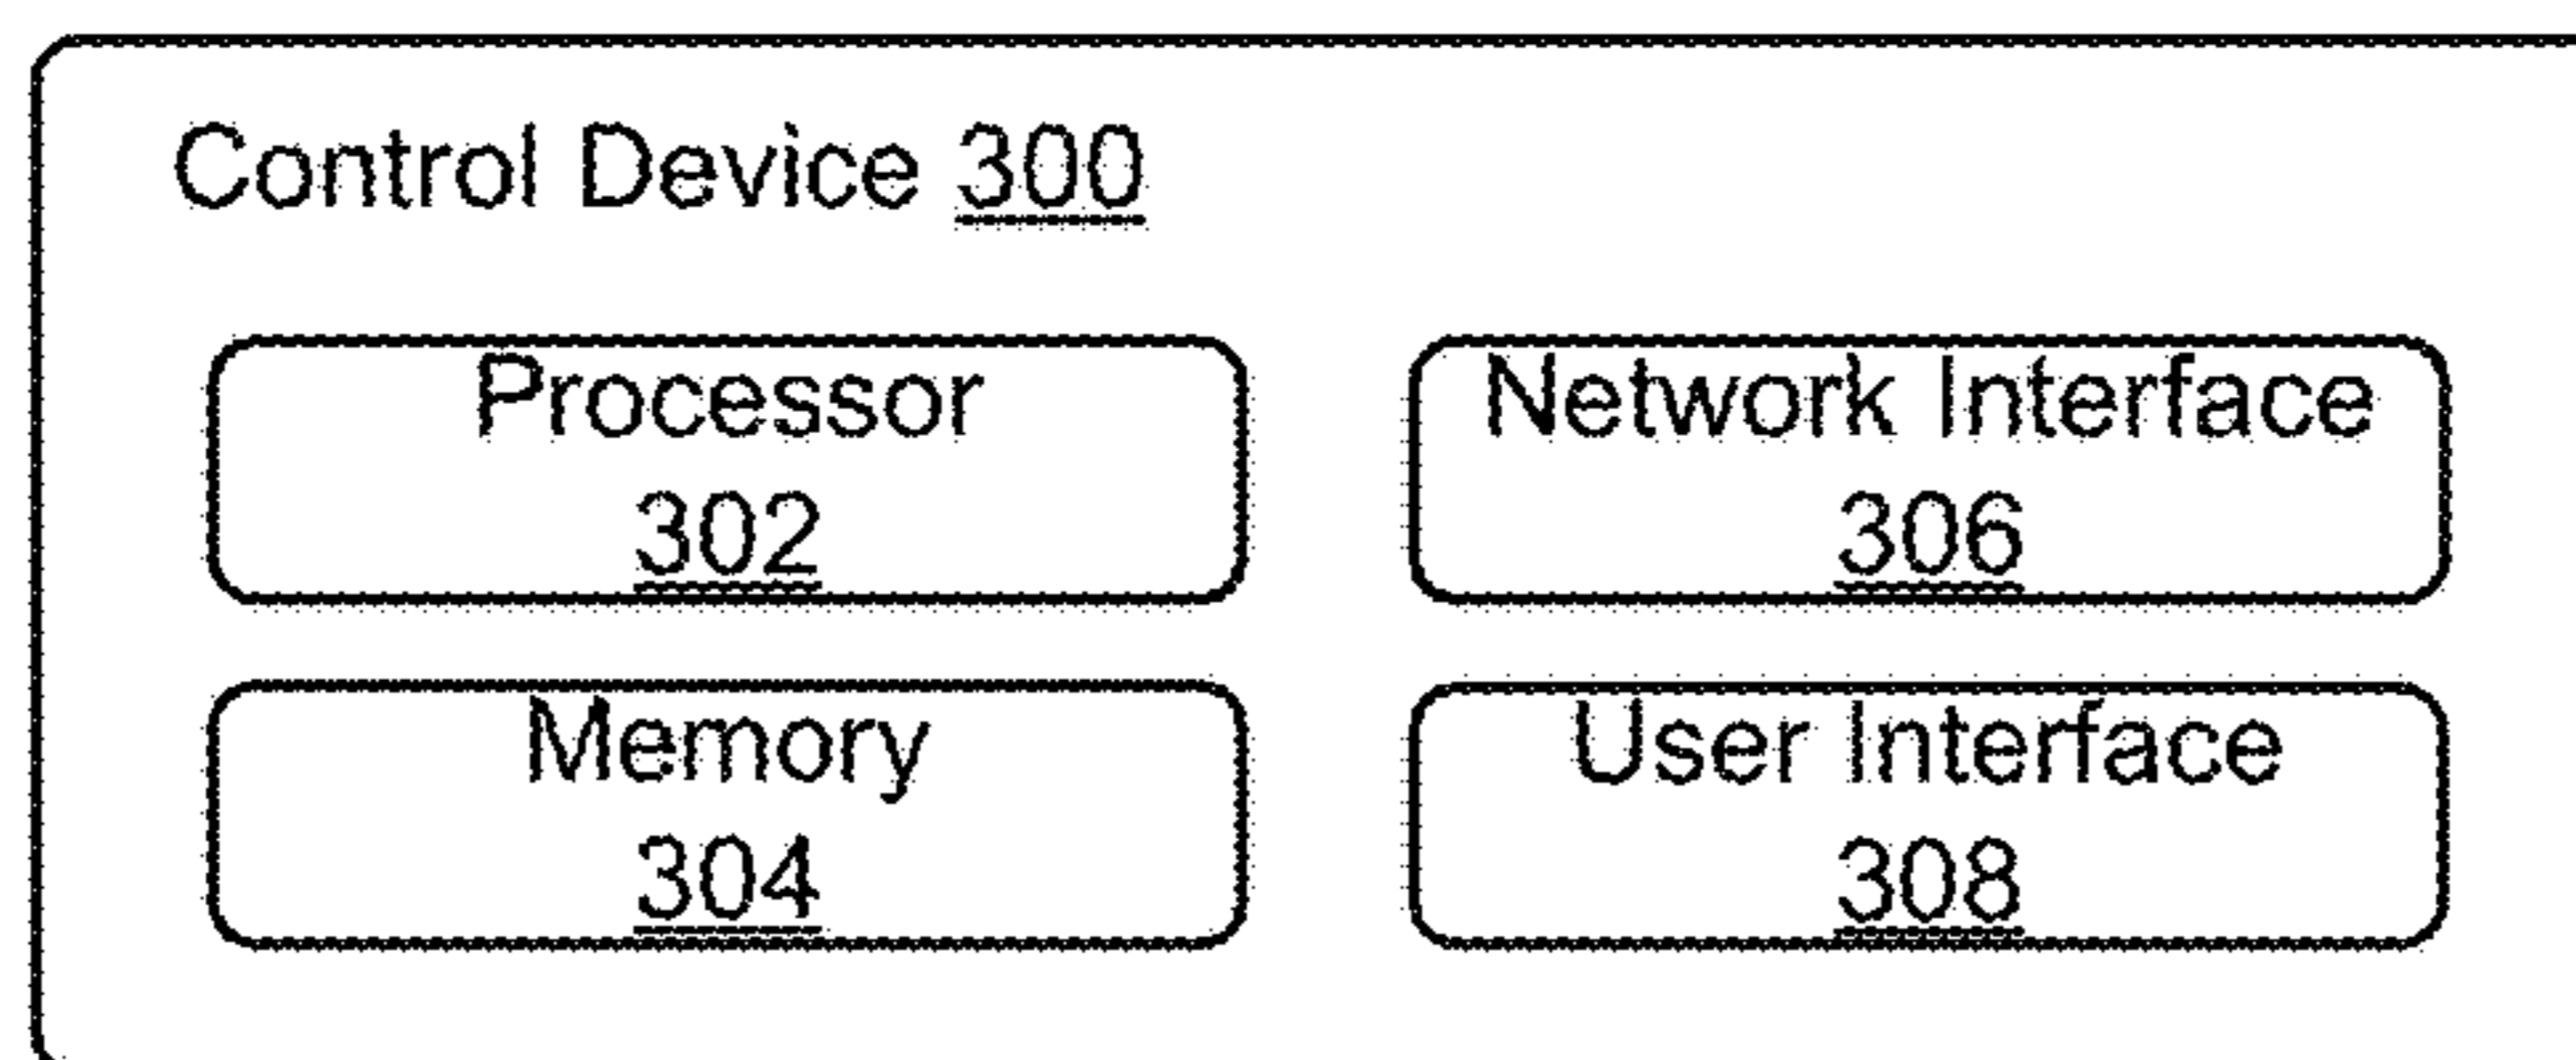 Control Device 300
Processor
302
Network Interface
306
Memory
304
User Interface
308